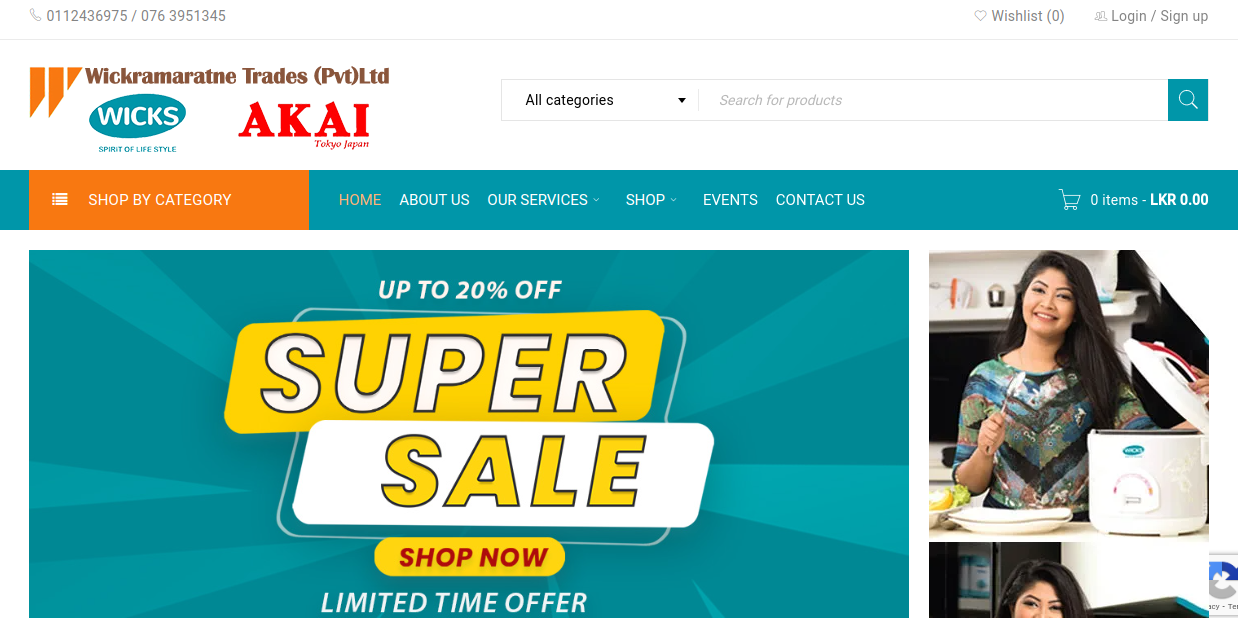 0112436975 / 076 3951345
Wishlist (0)
Login / Sign up
Wickramaratne Trades (Pvt)Ltd
WICKS
SPIRIT OF LIFE STYLE
AKAI
Tokyo Japan
All categories
Search for products
SHOP BY CATEGORY
HOME
ABOUT US
OUR SERVICES
SHOP
EVENTS
CONTACT US
0 items - LKR 0.00
UP TO 20% OFF
SUPER
SALE
SHOP NOW
LIMITED TIME OFFER
WICKS